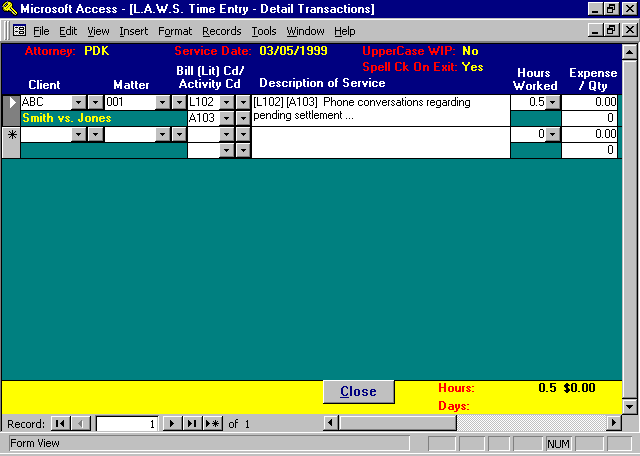 Microsoft Access - [L.A.W.S. Time Entry - Detail Transactions]
File Edit View Insert Format Records Tools Window Help
Attorney: PDK Service Date: 03/05/1999 UpperCase WIP: No
Spell Ck On Exit: Yes
Client Matter Bill (Lit) Cd/ Activity Cd Description of Service Hours Worked Expense / Qty
ABC 001 L102 [L102] [A103] Phone conversations regarding 0.5 0.00
Smith vs. Jones A103 pending settlement ... 0
0 0.00
0
Close Hours: 0.5 $0.00
Days:
Record: 1 of 1
Form View NUM